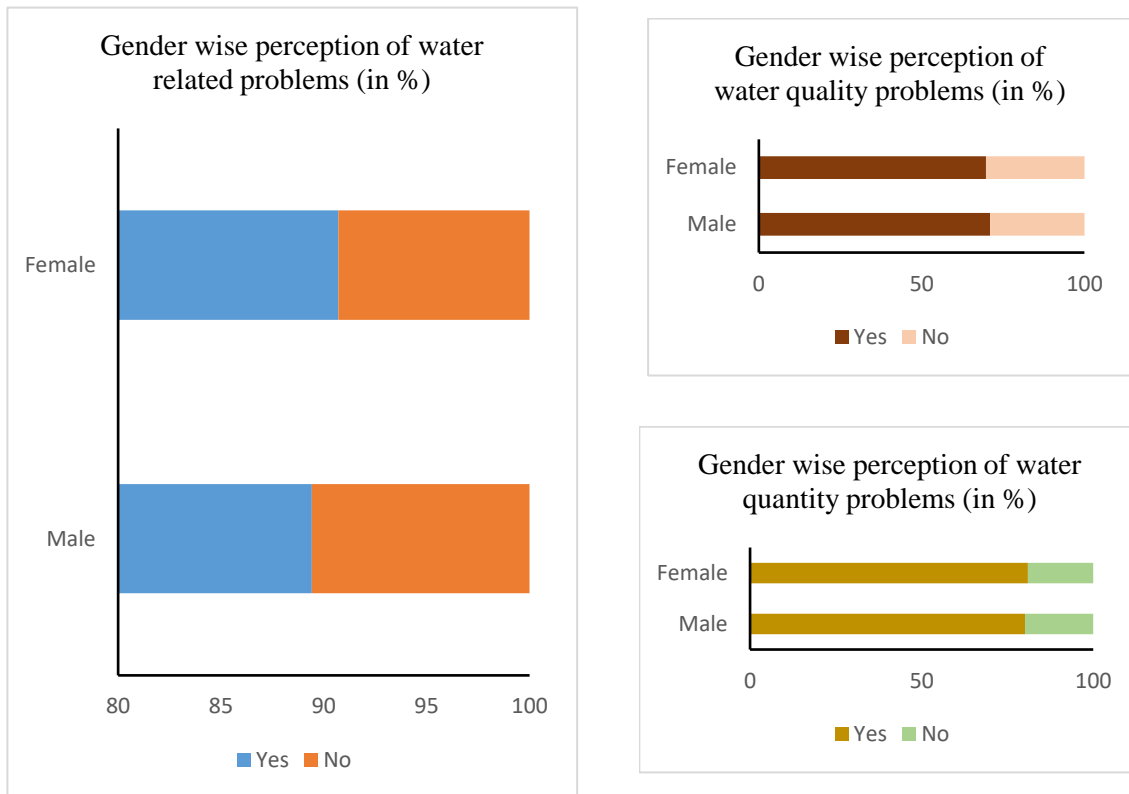 Gender wise perception of water
related problems (in %)
Female
Male
80 85 90 95 100
Yes No
Gender wise perception of
water quality problems (in %)
Female
Male
0 50 100
Yes No
Gender wise perception of water
quantity problems (in %)
Female
Male
0 50 100
Yes No